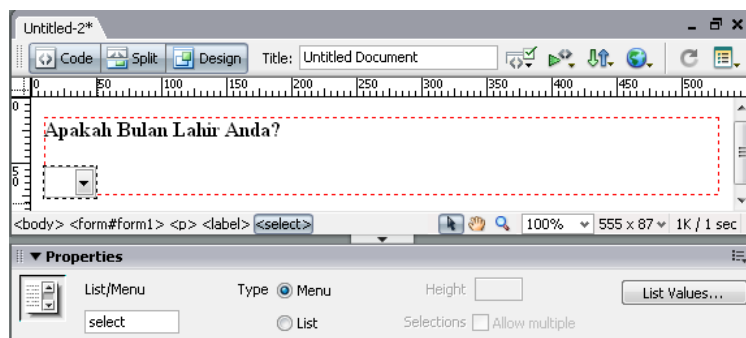 Untitled-2*
Code Split Design Title: Untitled Document
0 50 100 150 200 250 300 350 400 450 500
0
Apakah Bulan Lahir Anda?
50
<body> <form#form1> <p> <label> <select> 100% 555 x 87 1K / 1 sec
Properties
List/Menu Type Menu Height List Values...
select List Selections Allow multiple